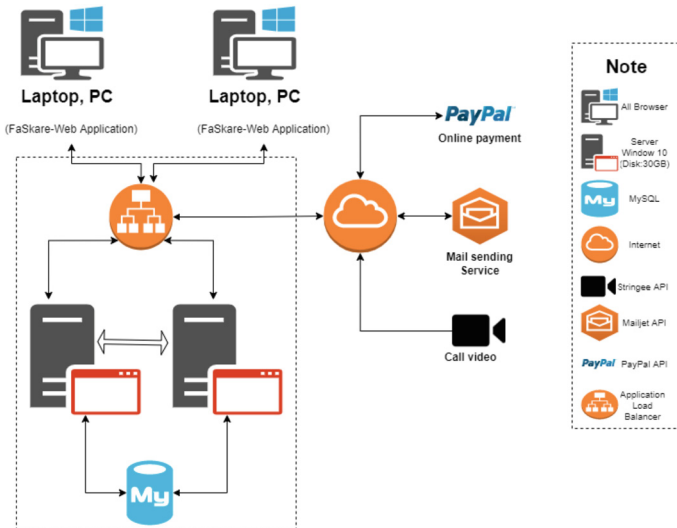 Laptop, PC
(FaSkare-Web Application)
Laptop, PC
(FaSkare-Web Application)
PayPal
Online payment
Mail sending
Service
Call video
My
Note
All Browser
Server
Window 10
(Disk:30GB)
My
MySQL
Internet
Stringee API
Mailjet API
PayPal
PayPal API
Application
Load
Balancer